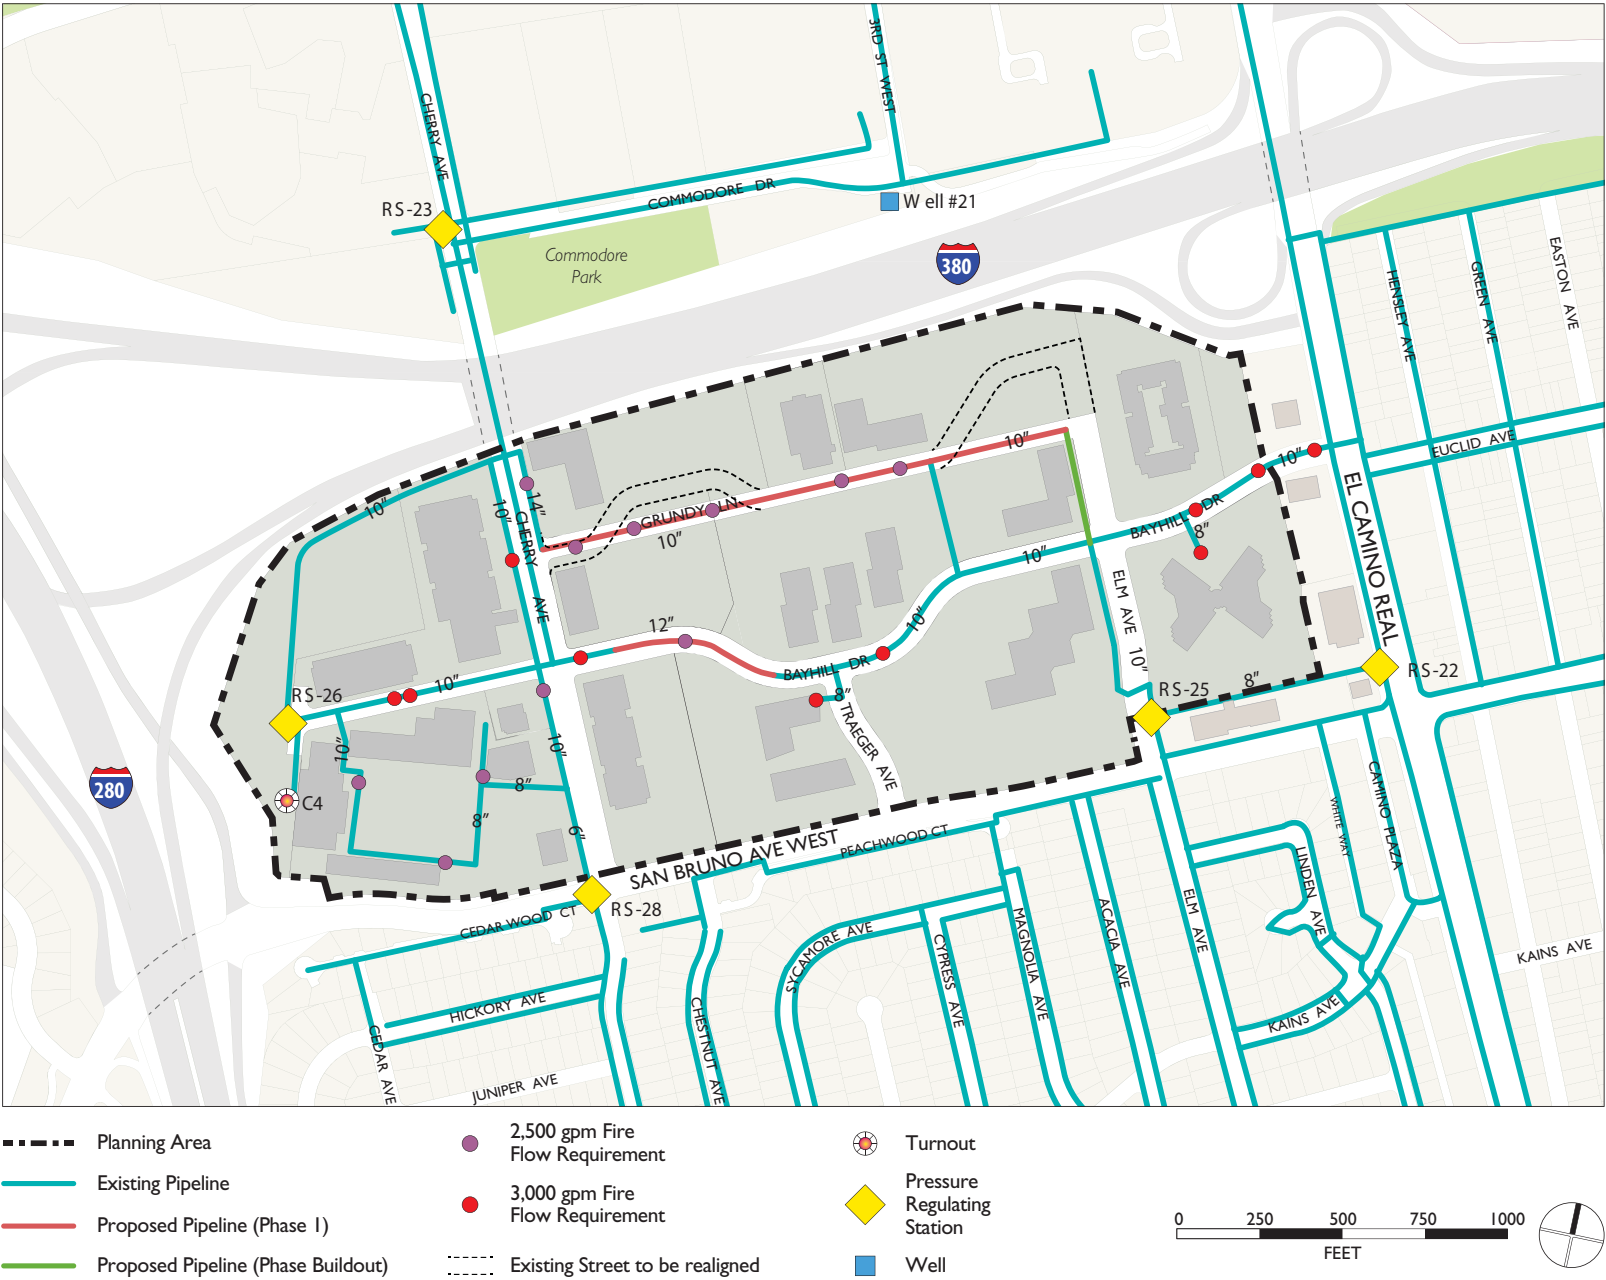 3RD ST WEST
CHERRY AVE
COMMODORE DR
RS-23
W ell #21
Commodore
Park
380
HENSLEY AVE
GREEN AVE
EASTON AVE
EUCLID AVE
10"
10"
10"
14"
10"
CHERRY AVE
GRUNDY LN
10"
BAYHILL DR
8"
10"
EL CAMINO REAL
ELM AVE
10"
10"
12"
BAYHILL DR
8"
TRAEGER AVE
RS-26
10"
10"
10"
8"
8"
6"
C4
280
RS-25
8"
RS-22
SAN BRUNO AVE WEST
PEACHWOOD CT
RS-28
CEDAR WOOD CT
HICKORY AVE
CEDAR AVE
JUNIPER AVE
CHESTNUT AVE
SYCAMORE AVE
CYPRESS AVE
MAGNOLIA AVE
ACACIA AVE
ELM AVE
LINDEN AVE
WHITE WAY
CAMINO PLAZA
KAINS AVE
KAINS AVE
Planning Area
Existing Pipeline
Proposed Pipeline (Phase 1)
Proposed Pipeline (Phase Buildout)
2,500 gpm Fire
Flow Requirement
3,000 gpm Fire
Flow Requirement
Existing Street to be realigned
Turnout
Pressure
Regulating
Station
Well
0 250 500 750 1000
FEET